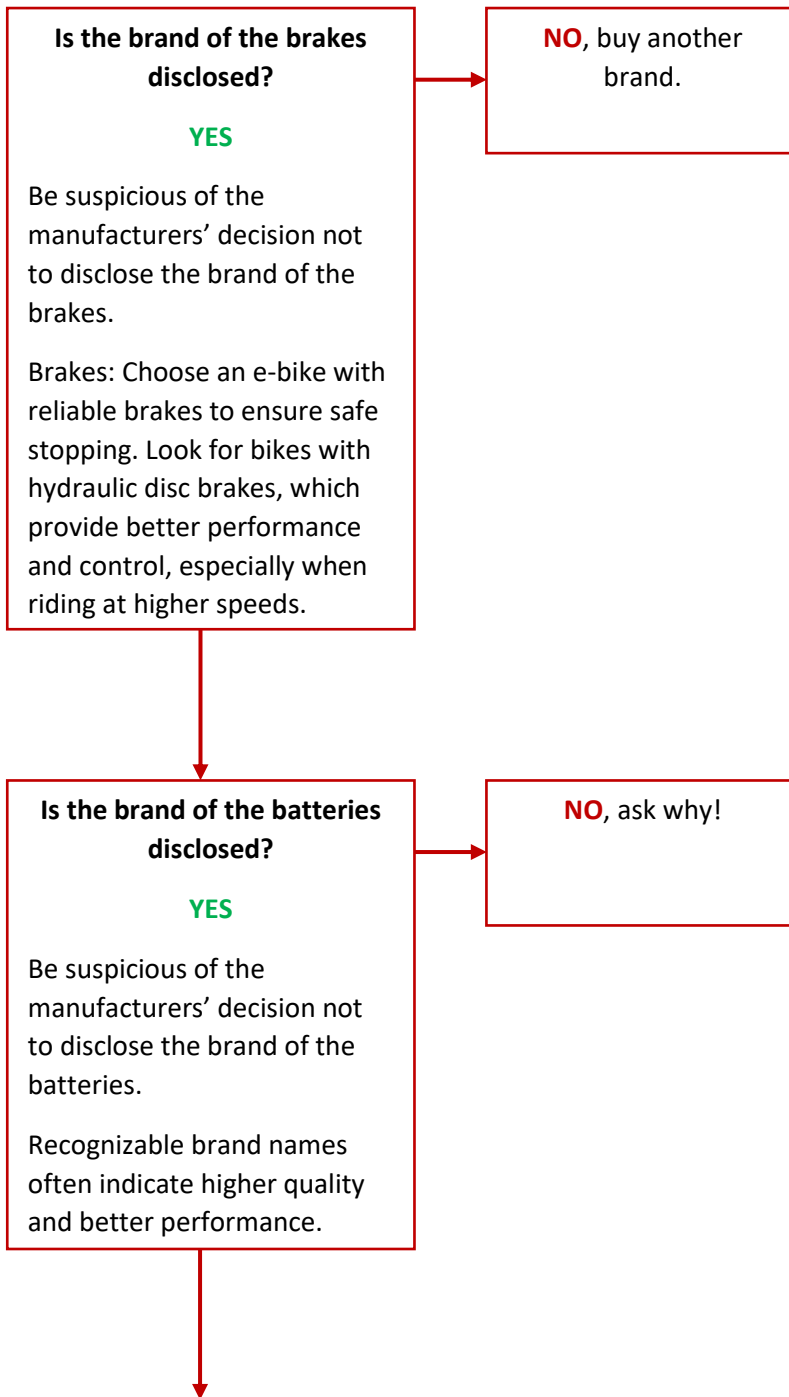 Is the brand of the brakes
disclosed?
YES
Be suspicious of the
manufacturers’ decision not
to disclose the brand of the
brakes.
Brakes: Choose an e-bike with
reliable brakes to ensure safe
stopping. Look for bikes with
hydraulic disc brakes, which
provide better performance
and control, especially when
riding at higher speeds.
NO, buy another
brand.
Is the brand of the batteries
disclosed?
YES
Be suspicious of the
manufacturers’ decision not
to disclose the brand of the
batteries.
Recognizable brand names
often indicate higher quality
and better performance.
NO, ask why!